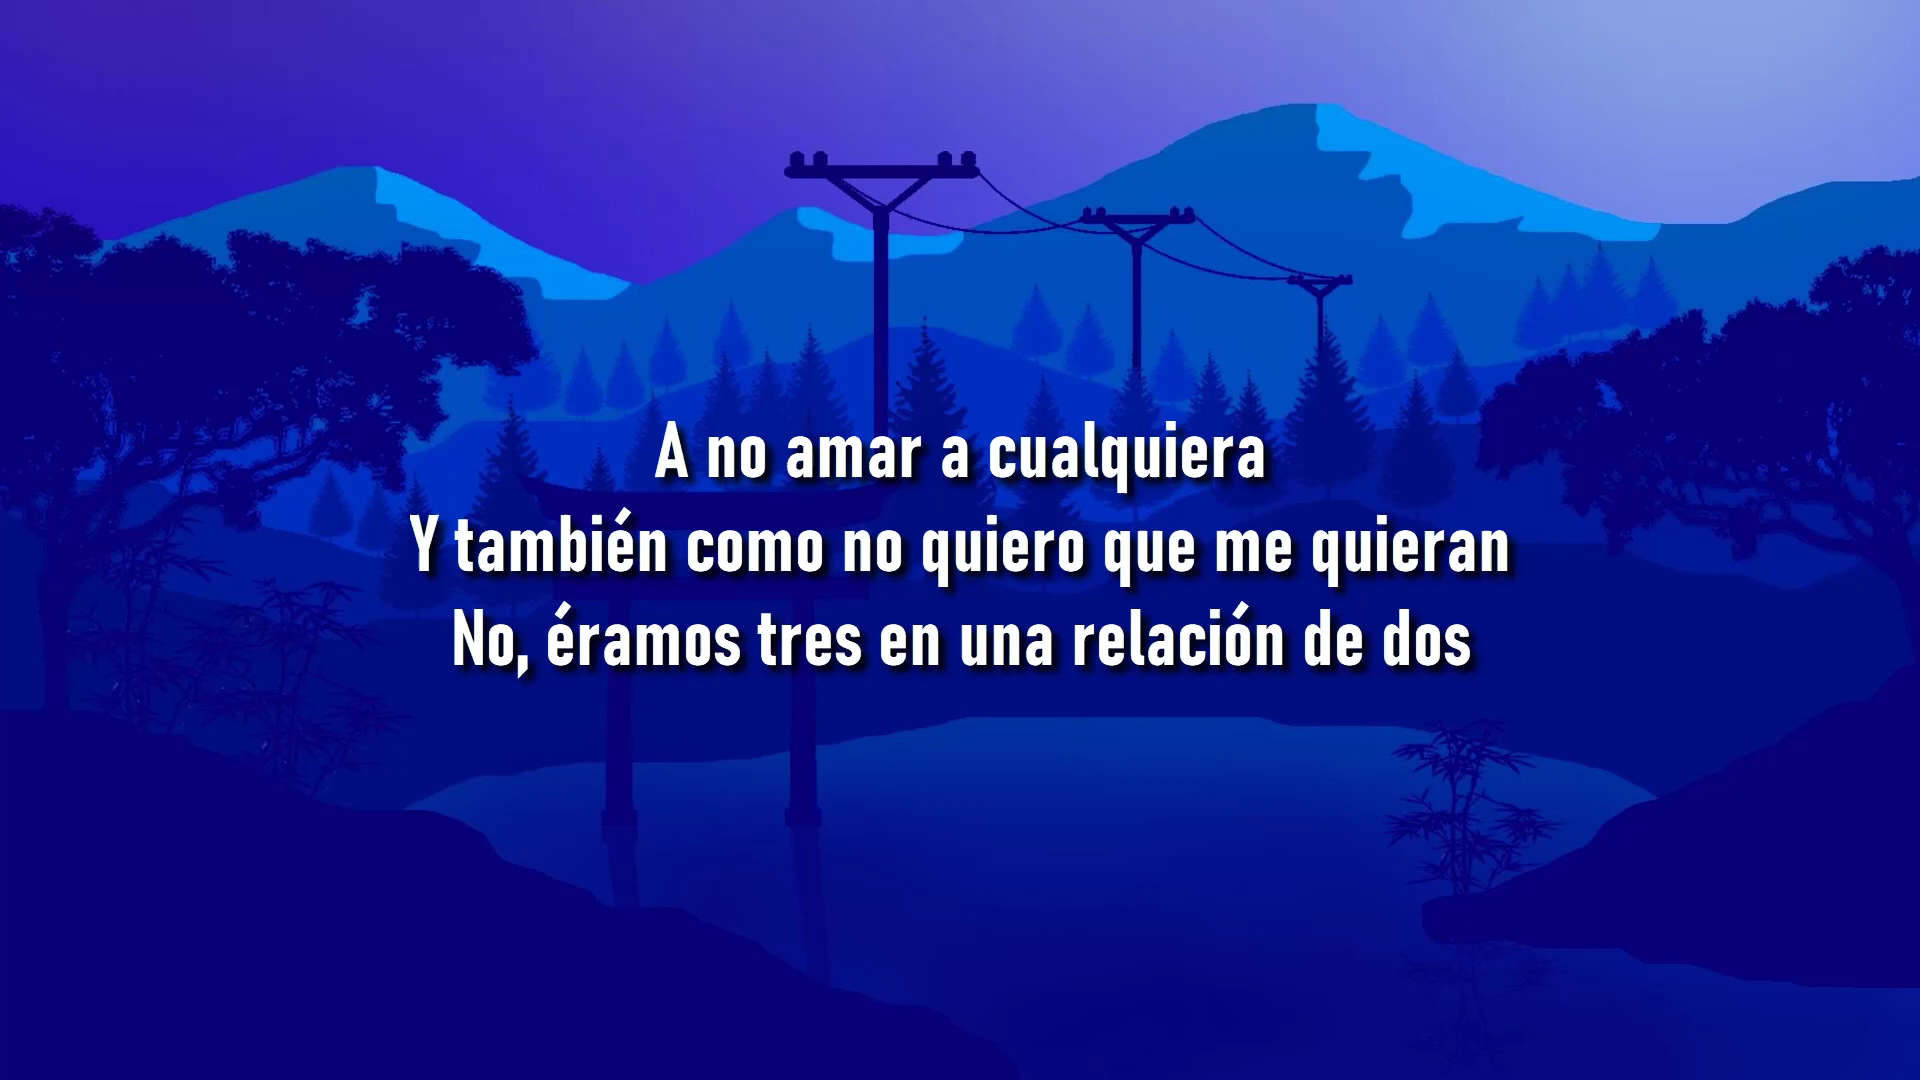 A no amar a cualquiera
Y también como no quiero que me quieran
No, éramos tres en una relación de dos